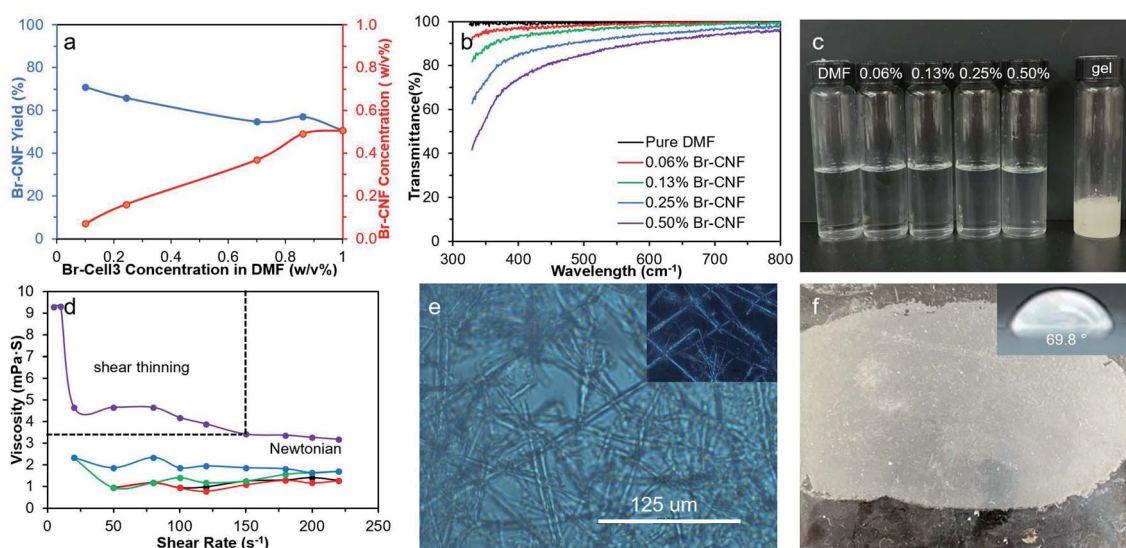 a
100
80
60
40
20
0
Br-CNF Yield (%)
1.0
0.8
0.6
0.4
0.2
0.0
Br-CNF Concentration ( w/v%)
0 0.2 0.4 0.6 0.8 1
Br-Cell3 Concentration in DMF (w/v%)
b
100
80
60
40
20
0
Transmittance(%)
Pure DMF
0.06% Br-CNF
0.13% Br-CNF
0.25% Br-CNF
0.50% Br-CNF
300 400 500 600 700 800
Wavelength (cm-1)
c
DMF 0.06% 0.13% 0.25% 0.50% gel
d
10
9
8
7
6
5
4
3
2
1
0
Viscosity (mPa·S)
shear thinning
Newtonian
0 50 100 150 200 250
Shear Rate (s-1)
e
125 um
f
69.8 °